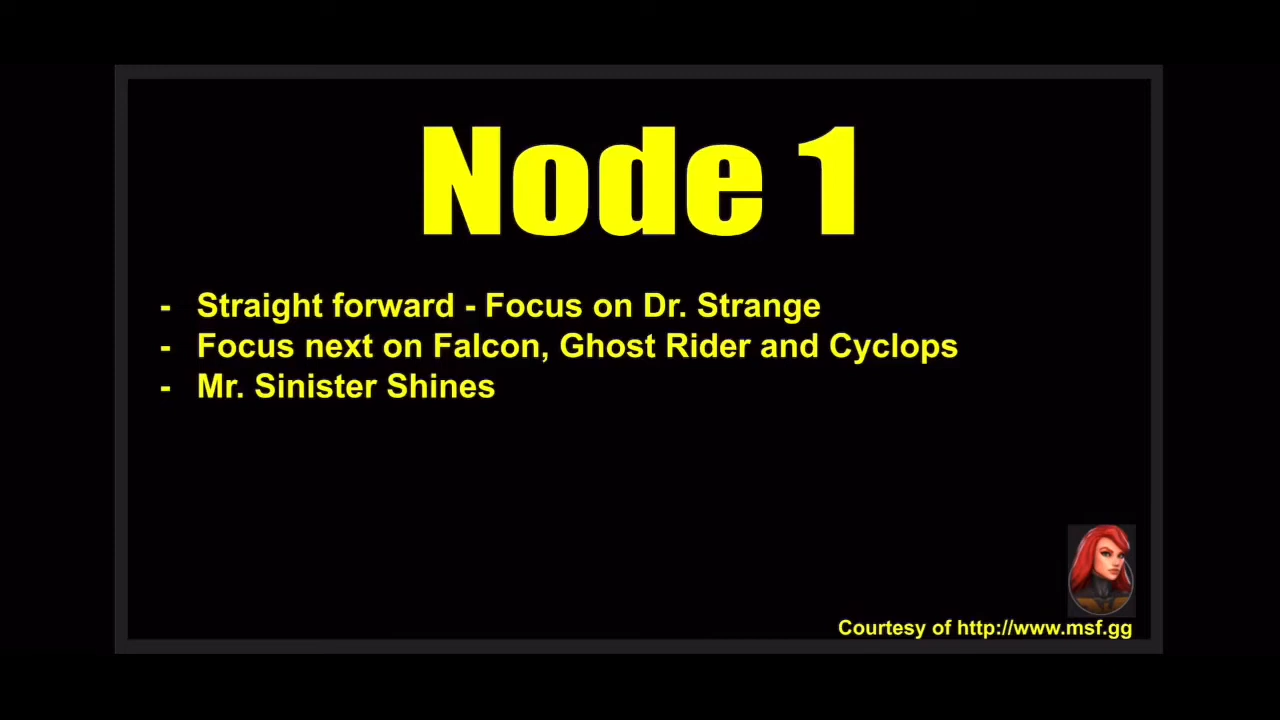 Node 1
- Straight forward - Focus on Dr. Strange
- Focus next on Falcon, Ghost Rider and Cyclops
- Mr. Sinister Shines
Courtesy of http://www.msf.gg